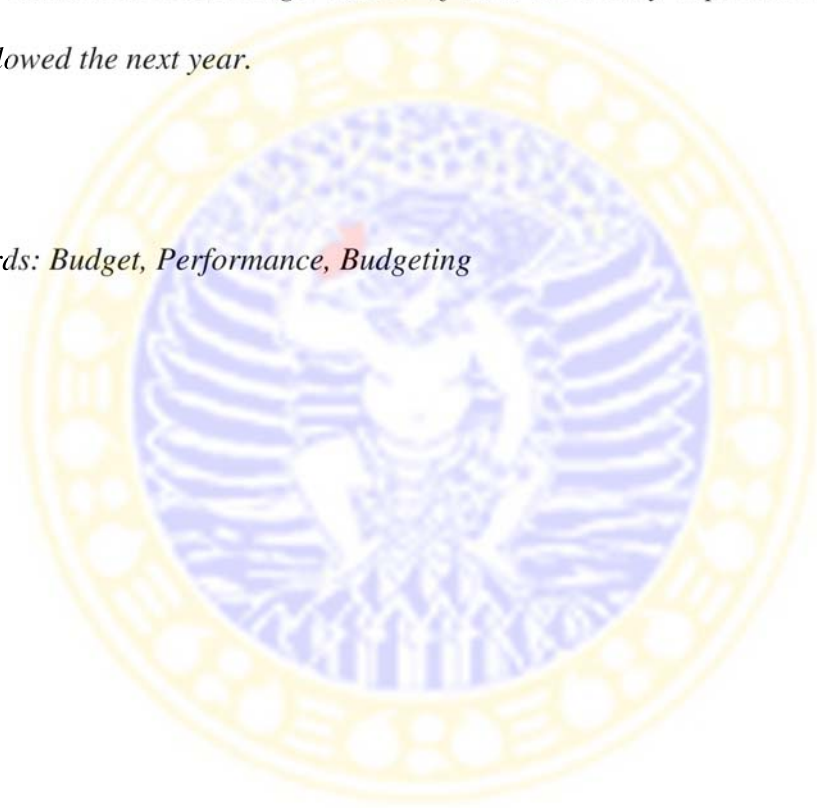 lowed the next year.
rds: Budget, Performance, Budgeting